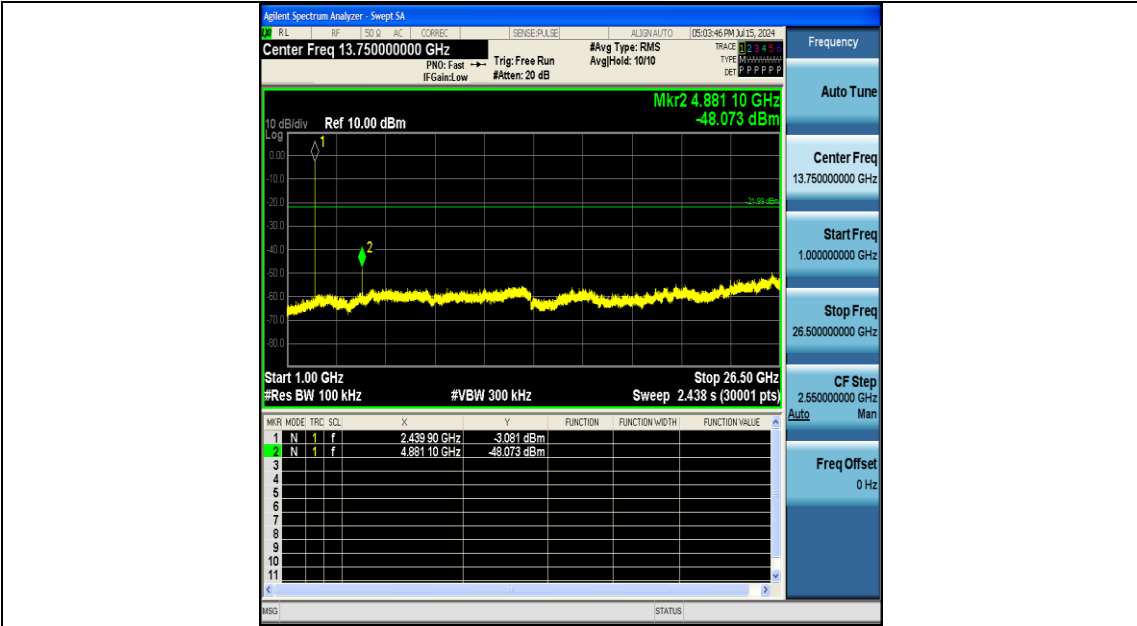 Agilent Spectrum Analyzer - Swept SA
RL RF 50 Ω AC CORREC SENSE:PULSE ALIGN AUTO 05:03:46 PM Jul 15, 2024
Center Freq 13.750000000 GHz
PNO: Fast
IFGain:Low
Trig: Free Run
#Atten: 20 dB
#Avg Type: RMS
Avg|Hold: 10/10
TRACE 1 2 3 4 5 6
TYPE M
DET P P P P P P
Mkr2 4.881 10 GHz
-48.073 dBm
10 dB/div Ref 10.00 dBm
Log
1
0.00
-10.0
-20.0
-21.99 dBm
-30.0
-40.0
2
-50.0
-60.0
-70.0
-80.0
Start 1.00 GHz Stop 26.50 GHz
#Res BW 100 kHz #VBW 300 kHz Sweep 2.438 s (30001 pts)
MKR MODE TRC SCL X Y FUNCTION FUNCTION WIDTH FUNCTION VALUE
1 N 1 f 2.439 90 GHz -3.081 dBm
2 N 1 f 4.881 10 GHz -48.073 dBm
3
4
5
6
7
8
9
10
11
MSG STATUS
Frequency
Auto Tune
Center Freq
13.750000000 GHz
Start Freq
1.000000000 GHz
Stop Freq
26.500000000 GHz
CF Step
2.550000000 GHz
Auto Man
Freq Offset
0 Hz